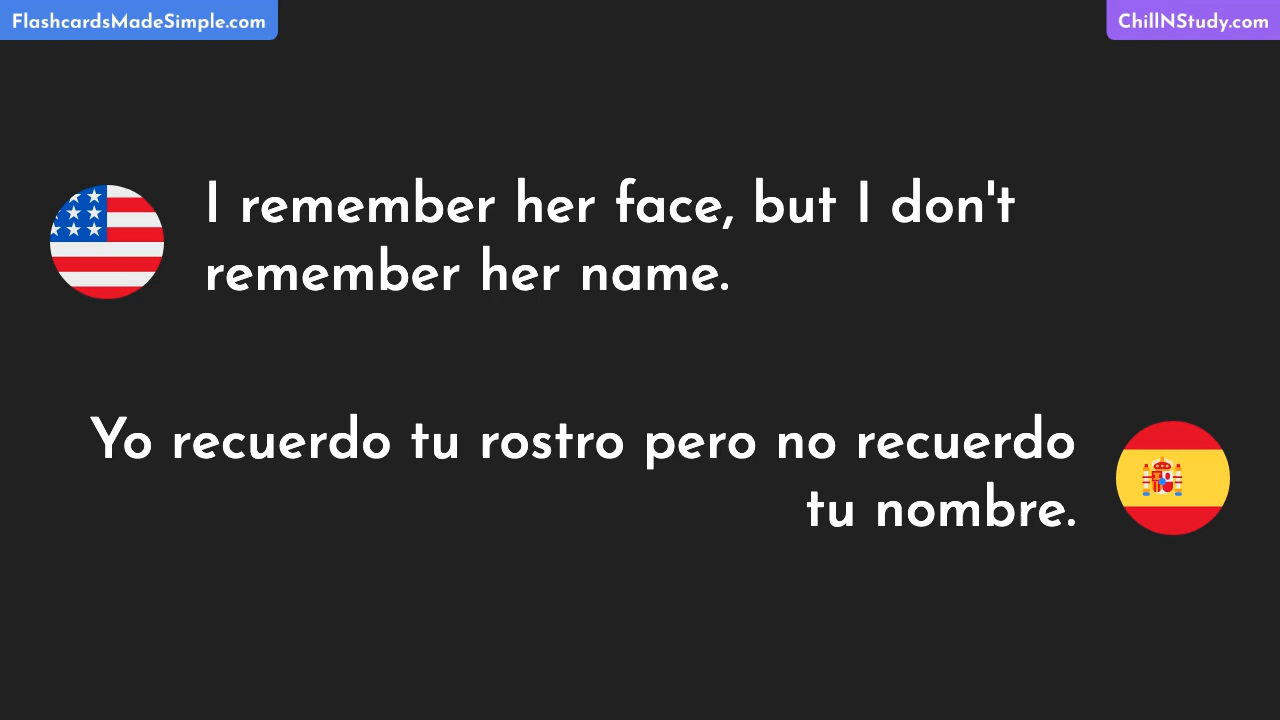 FlashcardsMadeSimple.com
ChillNStudy.com
I remember her face, but I don't
remember her name.
Yo recuerdo tu rostro pero no recuerdo
tu nombre.